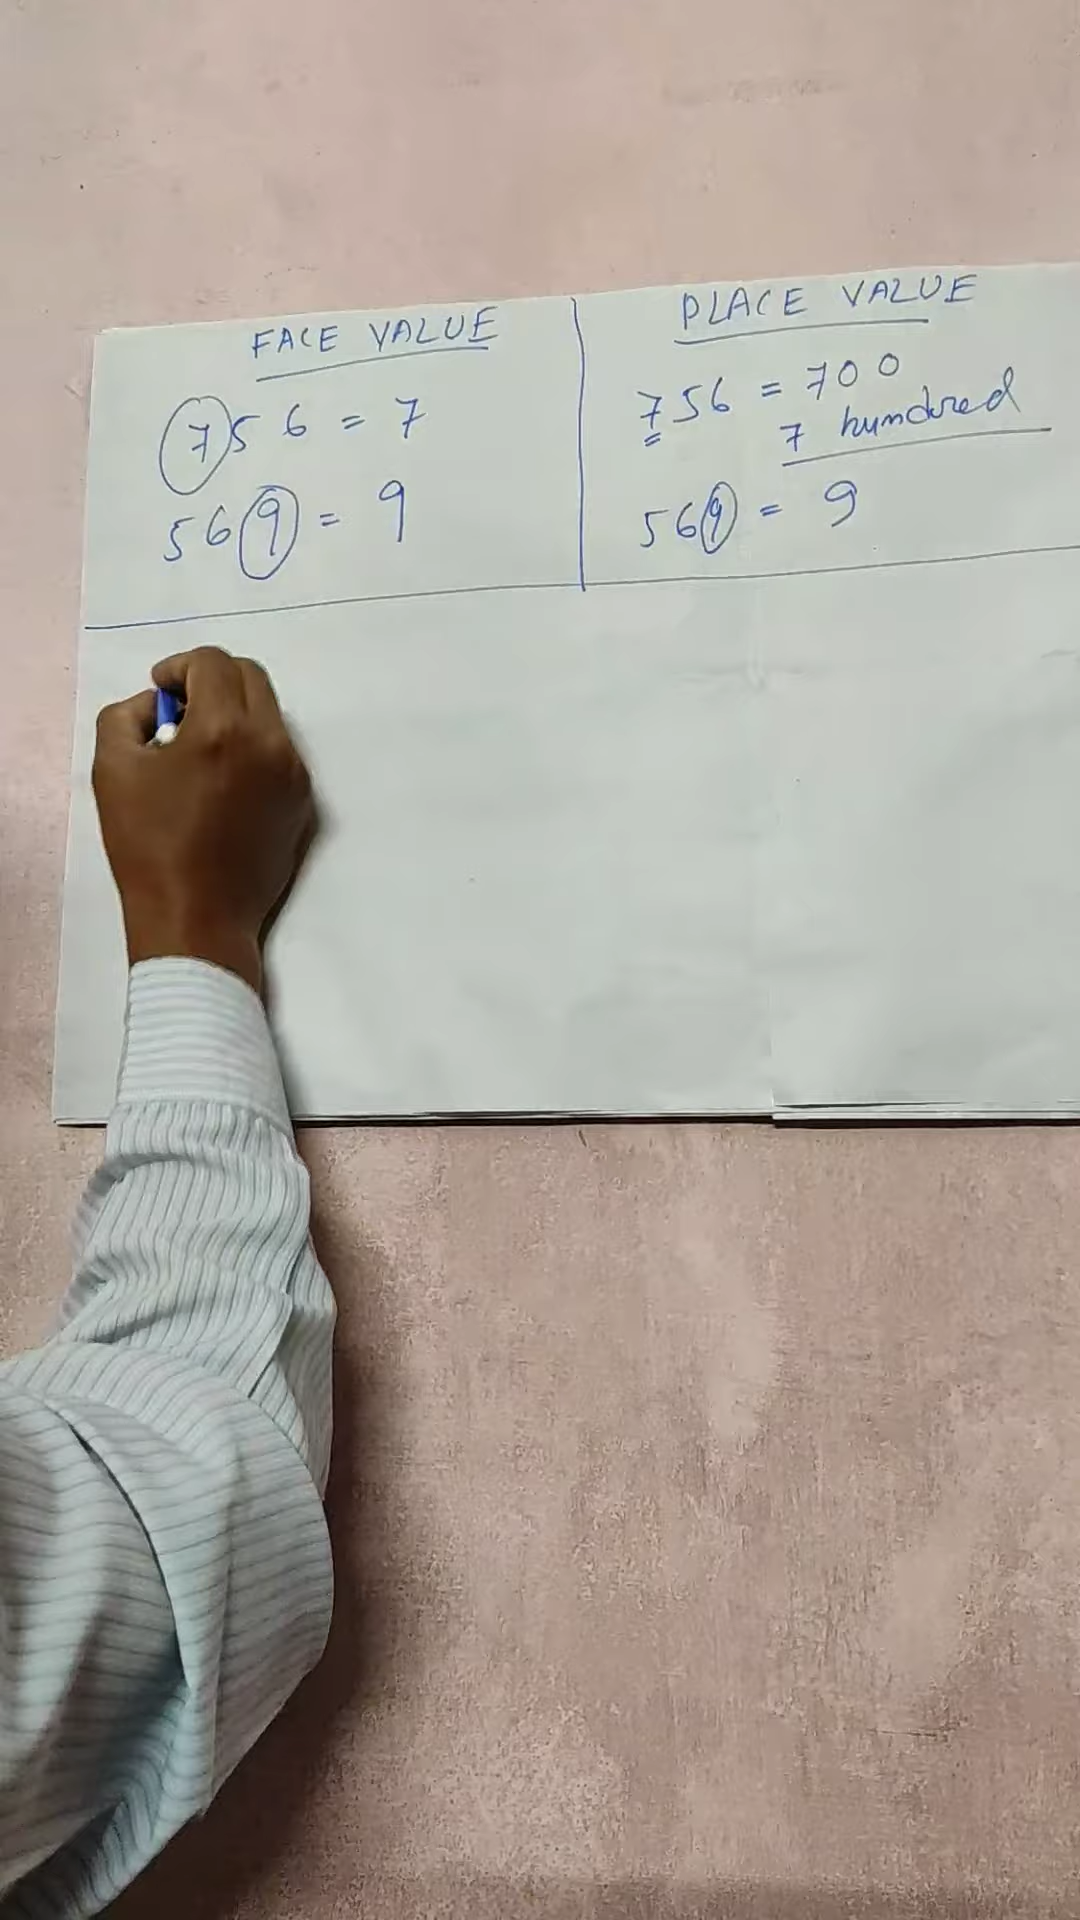 FACE VALUE
756 = 7
569 = 9
PLACE VALUE
756 = 700
7 hundred
569 = 9